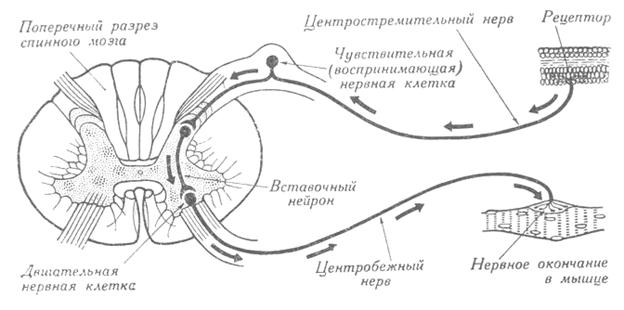 Поперечный разрез
спинного мозга
Центростремительный нерв
Рецептор
Чувствительная
(воспринимающая)
нервная клетка
Вставочный
нейрон
Двигательная
нервная клетка
Центробежный
нерв
Нервное окончание
в мышце